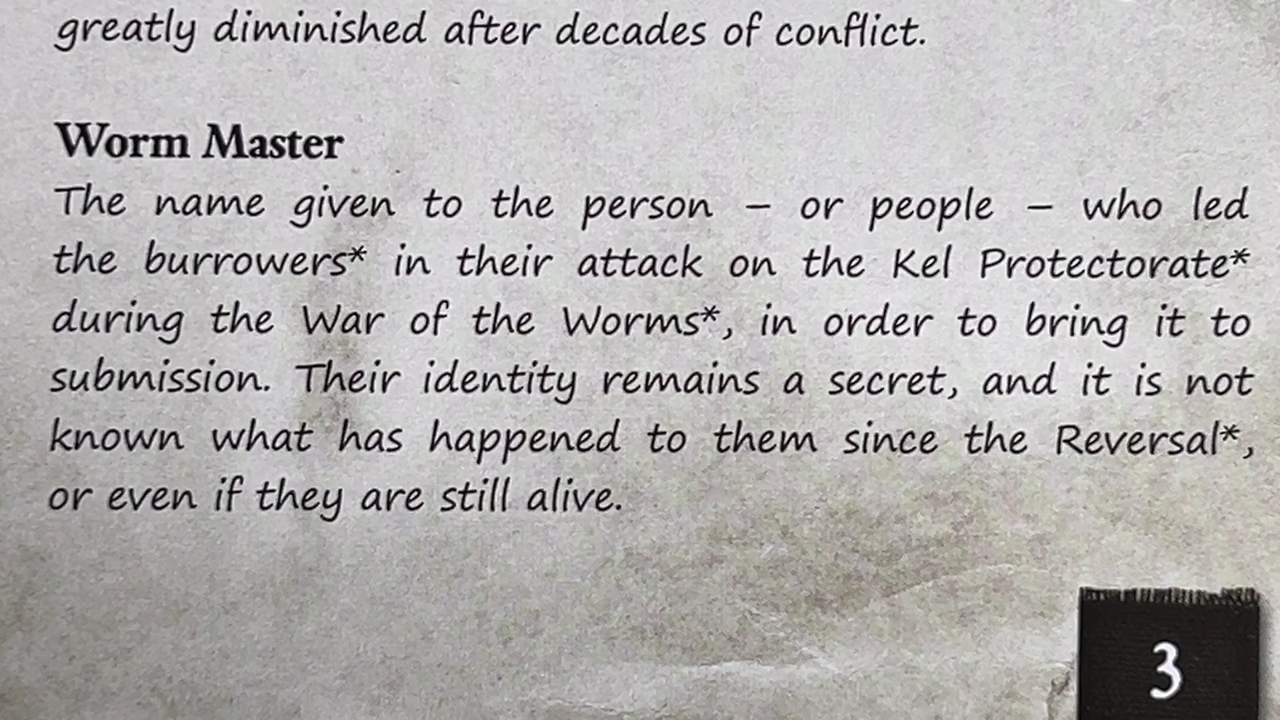 greatly diminished after decades of conflict.
Worm Master
The name given to the person – or people – who led
the burrowers* in their attack on the Kel Protectorate*
during the War of the Worms*, in order to bring it to
submission. Their identity remains a secret, and it is not
known what has happened to them since the Reversal*,
or even if they are still alive.
3